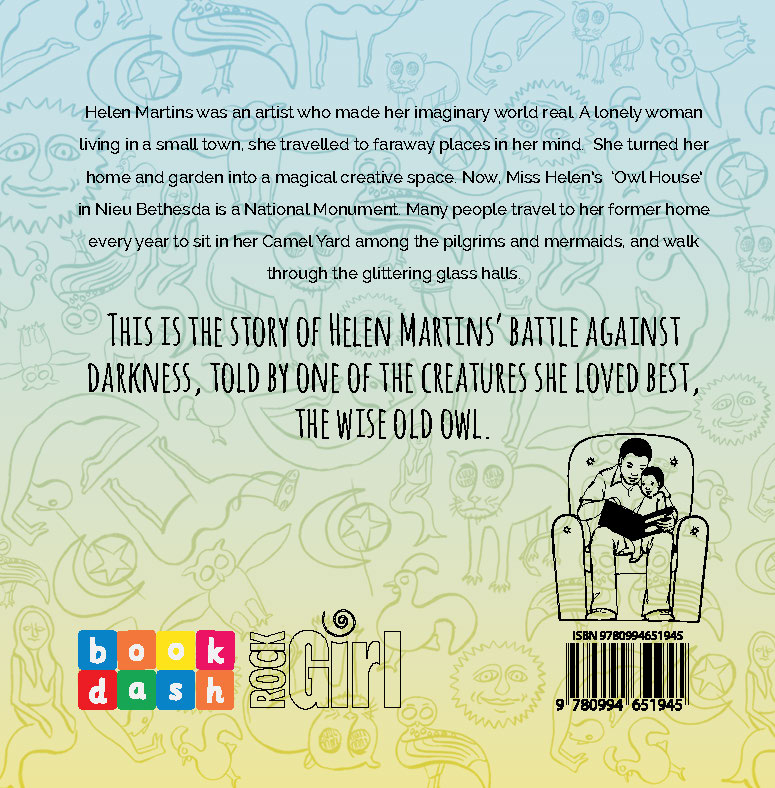 Helen Martins was an artist who made her imaginary world real. A lonely woman
living in a small town, she travelled to faraway places in her mind.  She turned her
home and garden into a magical creative space. Now, Miss Helen's  'Owl House'
in Nieu Bethesda is a National Monument. Many people travel to her former home
every year to sit in her Camel Yard among the pilgrims and mermaids, and walk
through the glittering glass halls.
This is the story of Helen Martins' battle against
darkness, told by one of the creatures she loved best,
the wise old owl.
book
dash
ROCK
Girl
ISBN 9780994651945
9 780994 651945